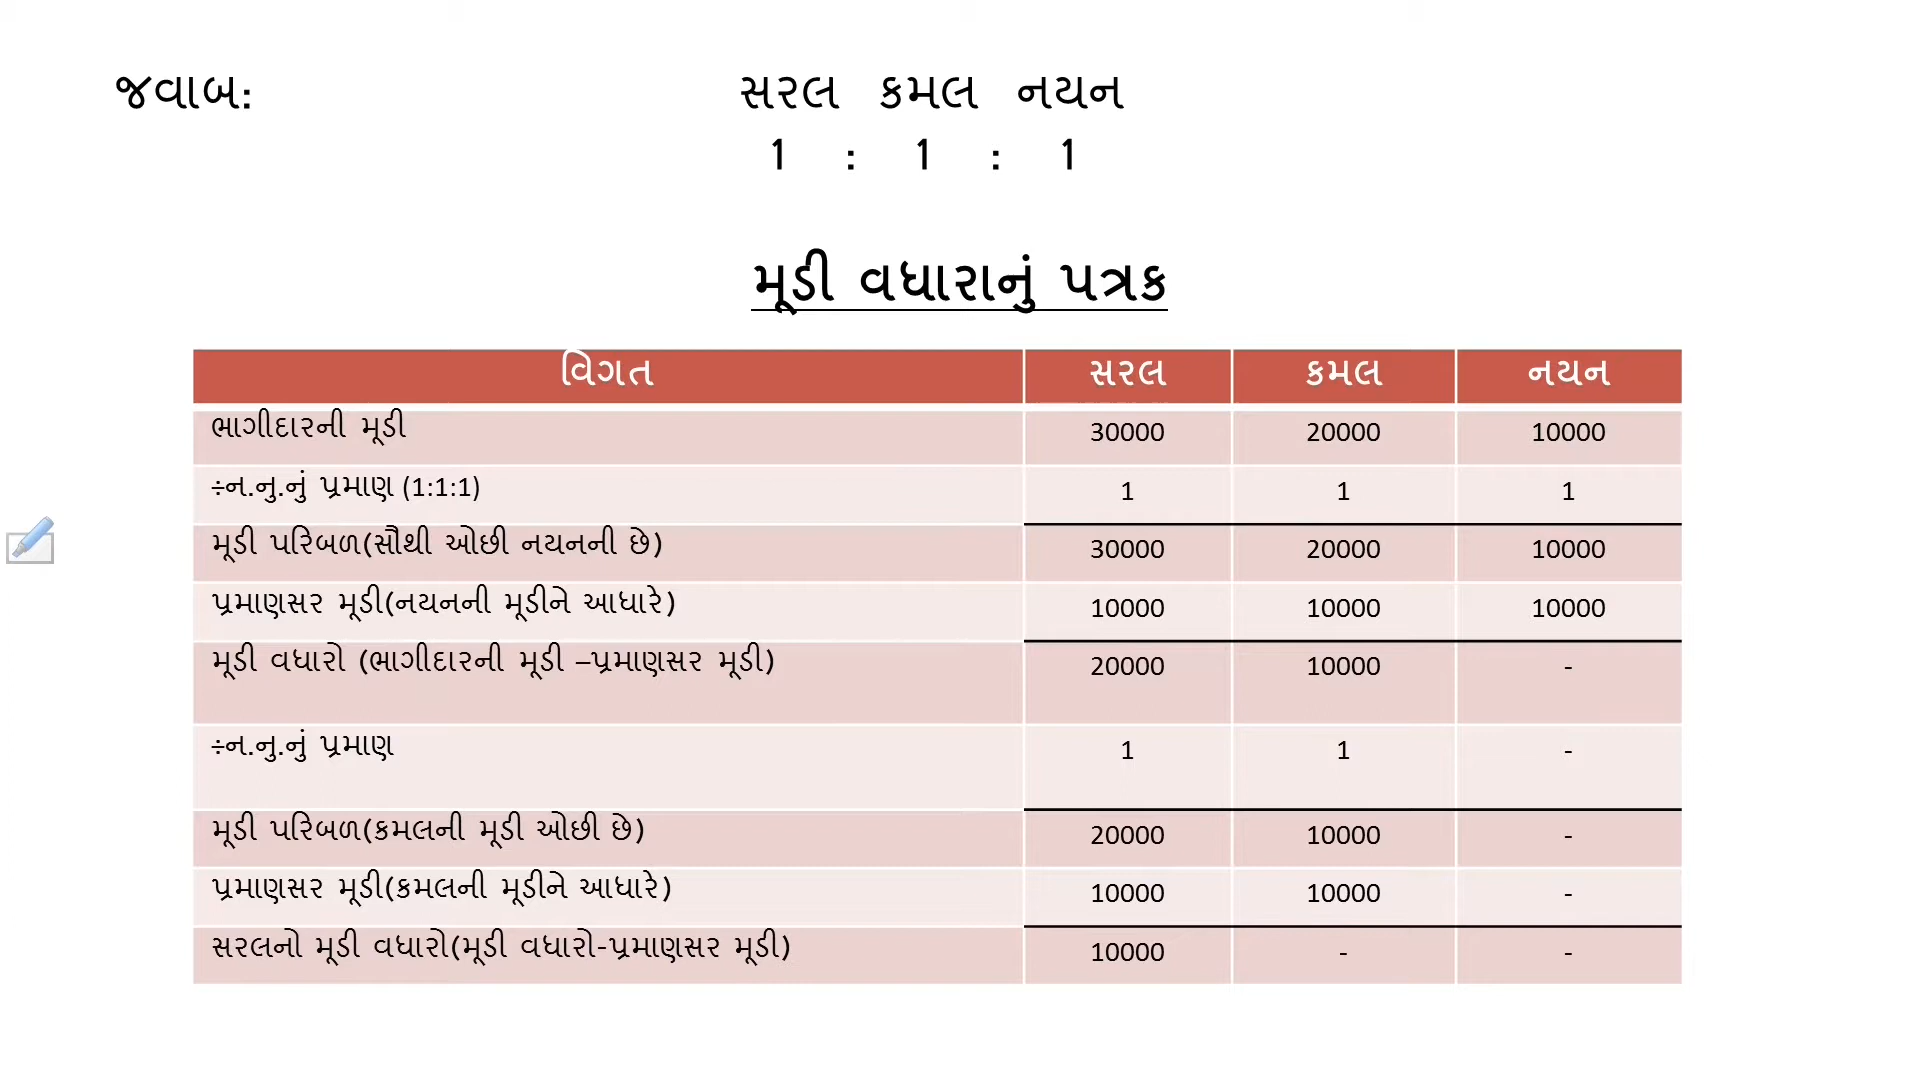 જવાબ: સરલ કમલ નયન
1 : 1 : 1
મૂડી વધારાનું પત્રક
વિગત સરલ કમલ નયન
ભાગીદારની મૂડી 30000 20000 10000
÷ન.નુ.નું પ્રમાણ (1:1:1) 1 1 1
મૂડી પરિબળ(સૌથી ઓછી નયનની છે) 30000 20000 10000
પ્રમાણસર મૂડી(નયનની મૂડીને આધારે) 10000 10000 10000
મૂડી વધારો (ભાગીદારની મૂડી –પ્રમાણસર મૂડી) 20000 10000 -
÷ન.નુ.નું પ્રમાણ 1 1 -
મૂડી પરિબળ(કમલની મૂડી ઓછી છે) 20000 10000 -
પ્રમાણસર મૂડી(કમલની મૂડીને આધારે) 10000 10000 -
સરલનો મૂડી વધારો(મૂડી વધારો-પ્રમાણસર મૂડી) 10000 - -